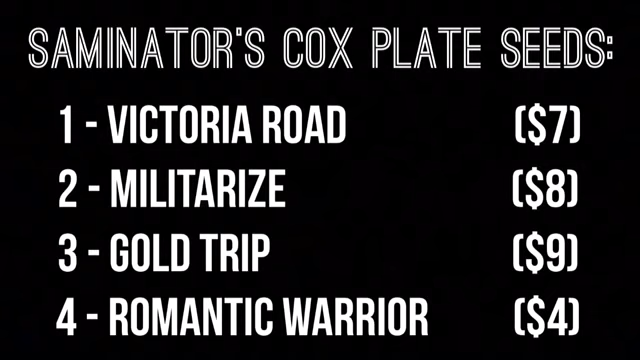 SAMINATOR'S COX PLATE SEEDS:
1 - VICTORIA ROAD ($7)
2 - MILITARIZE ($8)
3 - GOLD TRIP ($9)
4 - ROMANTIC WARRIOR ($4)